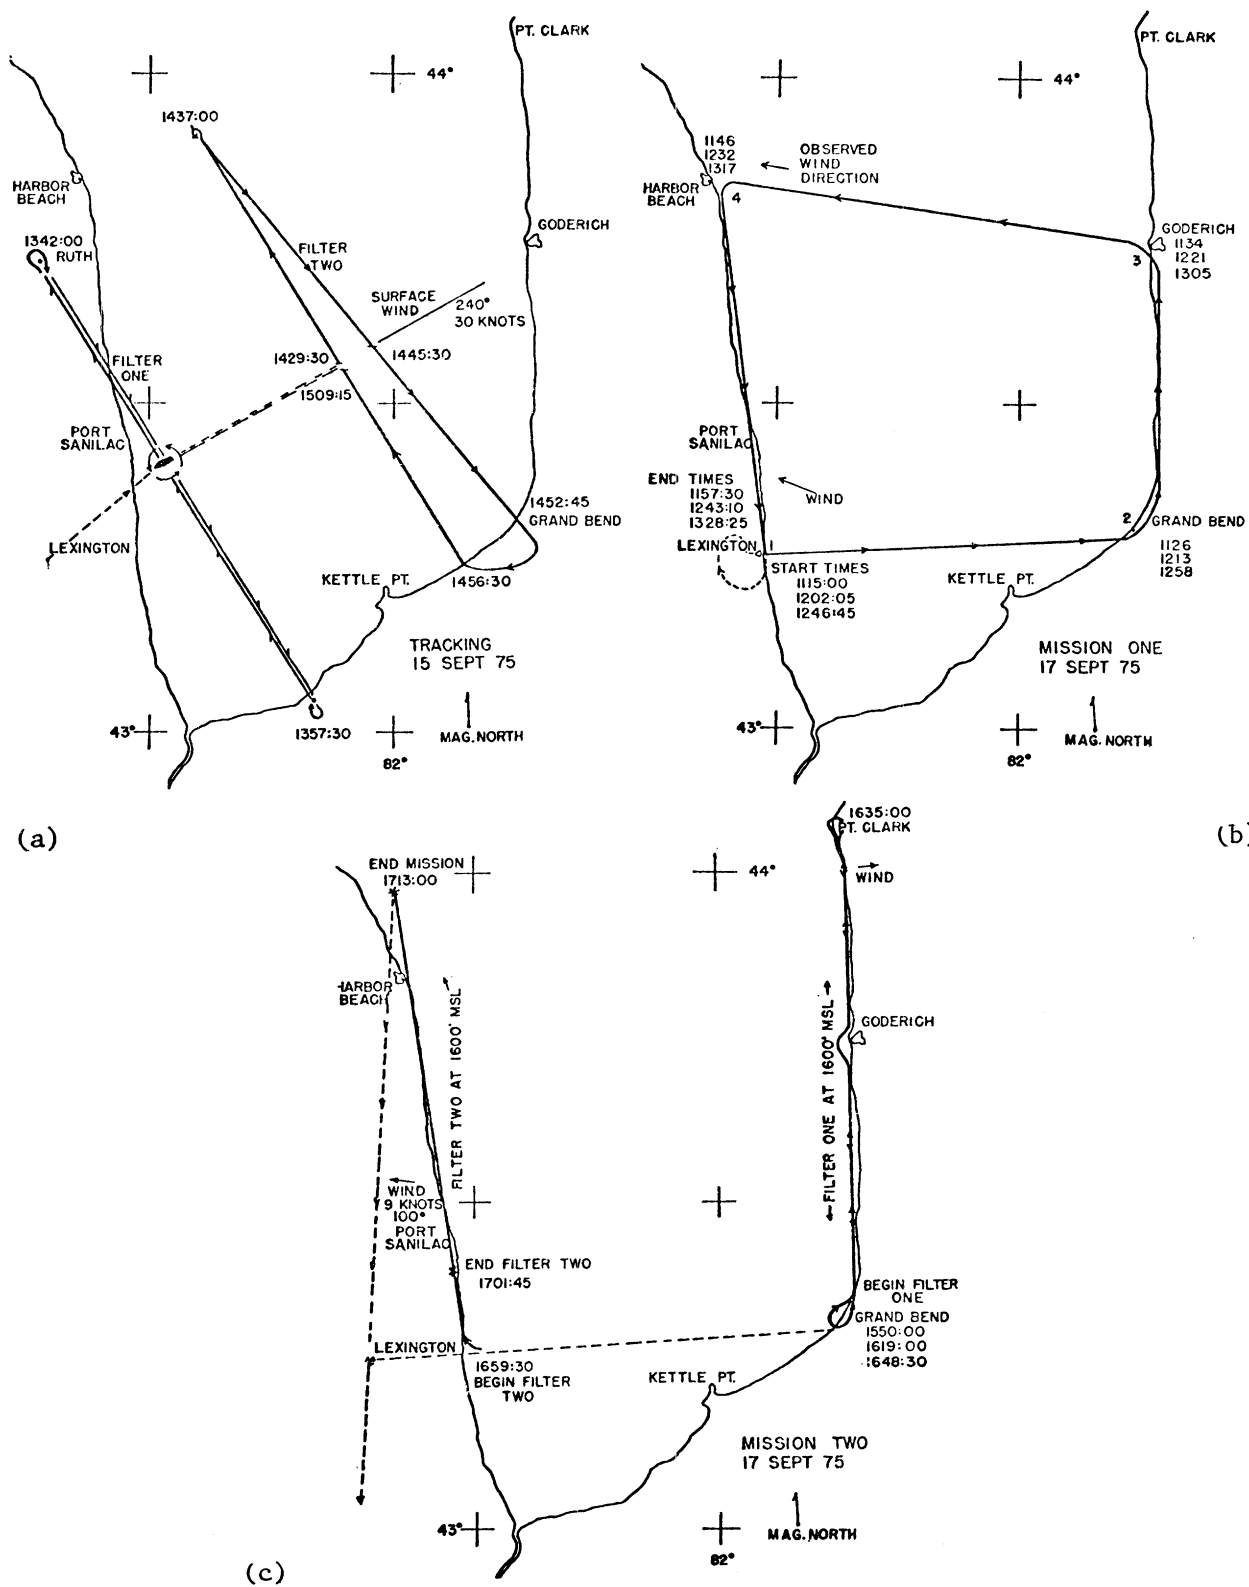 PT. CLARK
44°
1437:00
HARBOR
BEACH
1342:00
RUTH
GODERICH
FILTER
TWO
SURFACE
WIND
240°
30 KNOTS
1429:30
1445:30
FILTER
ONE
1509:15
PORT
SANILAC
1452:45
GRAND BEND
LEXINGTON
KETTLE PT.
1456:30
TRACKING
15 SEPT 75
1357:30
43°
MAG. NORTH
82°
(a)
PT. CLARK
44°
1146
1232
1317
OBSERVED
WIND
DIRECTION
HARBOR
BEACH
4
GODERICH
1134
1221
1305
3
PORT
SANILAC
END TIMES
1157:30
1243:10
1328:25
WIND
2
GRAND BEND
1126
1213
1258
LEXINGTON
1
START TIMES
1115:00
1202:05
1246:45
KETTLE PT.
MISSION ONE
17 SEPT 75
43°
MAG. NORTH
82°
(b)
1635:00
PT. CLARK
END MISSION
1713:00
44°
WIND
HARBOR
BEACH
FILTER TWO AT 1600' MSL
FILTER ONE AT 1600' MSL
GODERICH
WIND
9 KNOTS
100°
PORT
SANILAC
END FILTER TWO
1701:45
BEGIN FILTER
ONE
GRAND BEND
1550:00
1619:00
1648:30
LEXINGTON
1659:30
BEGIN FILTER
TWO
KETTLE PT.
MISSION TWO
17 SEPT 75
43°
MAG. NORTH
82°
(c)